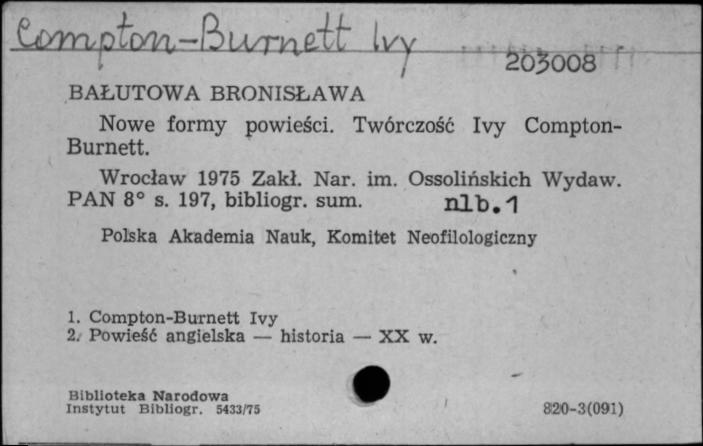 Compton-Burnett Ivy
203008
BAŁUTOWA BRONISŁAWA
Nowe formy powieści. Twórczość Ivy Compton-
Burnett.
Wrocław 1975 Zakł. Nar. im. Ossolińskich Wydaw.
PAN 8° s. 197, bibliogr. sum. nlb.1
Polska Akademia Nauk, Komitet Neofilologiczny
1. Compton-Burnett Ivy
2. Powieść angielska — historia — XX w.
Biblioteka Narodowa
Instytut Bibliogr. 5433/75 820-3(091)